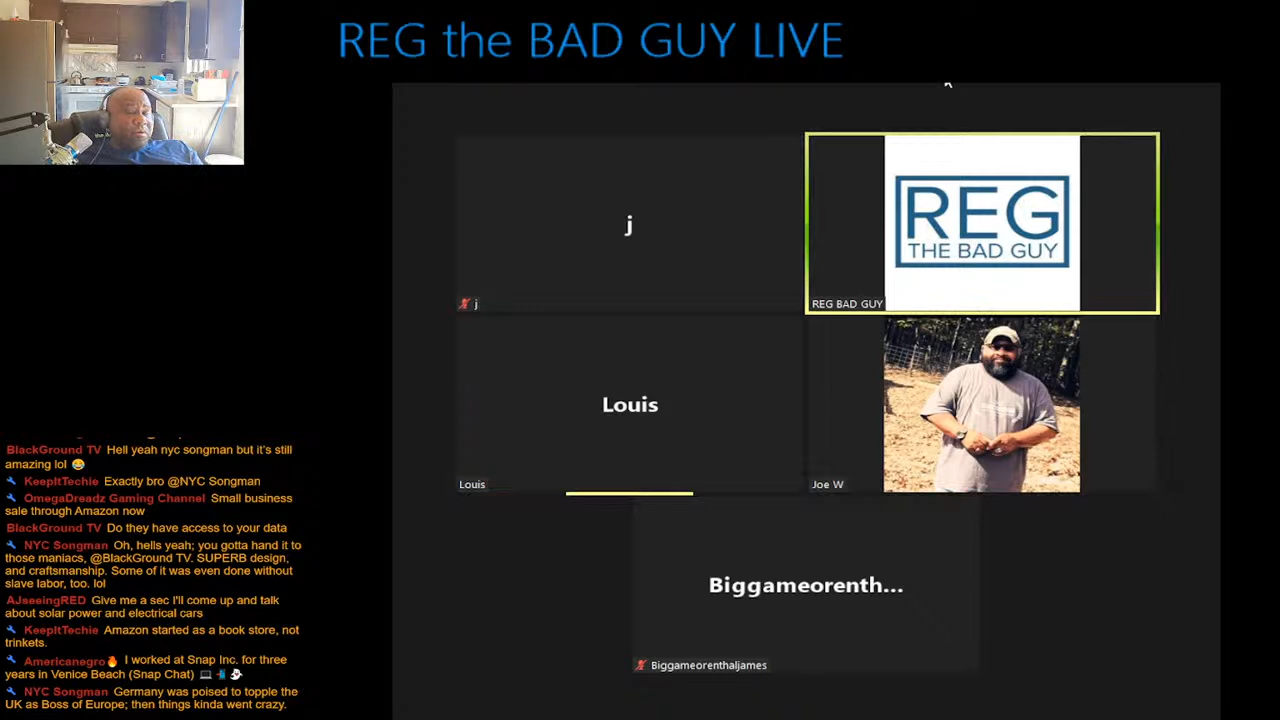 REG the BAD GUY LIVE
j
j
REG
THE BAD GUY
REG BAD GUY
Louis
Louis
Joe W
Biggameorenth...
Biggameorenthaljames
BlackGround TV Hell yeah nyc songman but it's still
amazing lol 😂
KeepItTechie Exactly bro @NYC Songman
OmegaDreadz Gaming Channel Small business
sale through Amazon now
BlackGround TV Do they have access to your data
NYC Songman Oh, hells yeah; you gotta hand it to
those maniacs, @BlackGround TV. SUPERB design,
and craftsmanship. Some of it was even done without
slave labor, too. lol
AJseeingRED Give me a sec I'll come up and talk
about solar power and electrical cars
KeepItTechie Amazon started as a book store, not
trinkets.
Americanegro🔥 I worked at Snap Inc. for three
years in Venice Beach (Snap Chat) 💻📲👻
NYC Songman Germany was poised to topple the
UK as Boss of Europe; then things kinda went crazy.